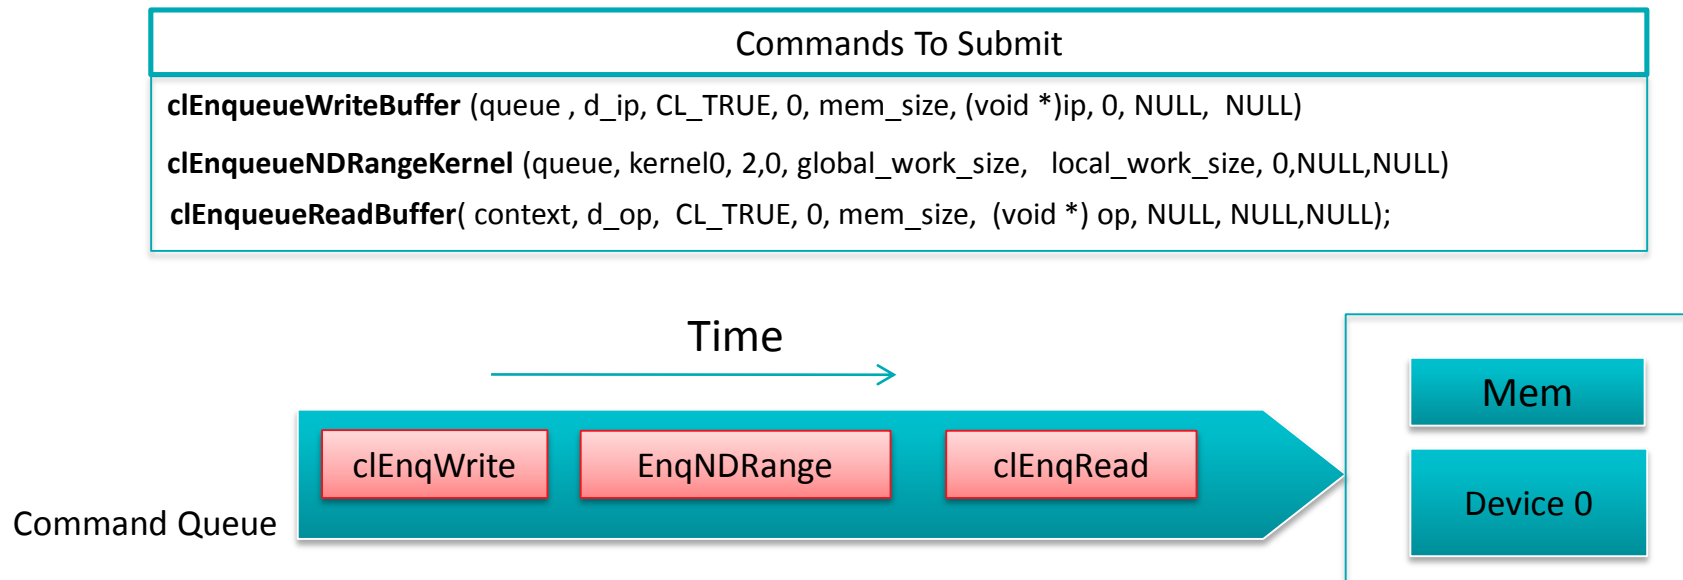 Commands To Submit
clEnqueueWriteBuffer (queue , d_ip, CL_TRUE, 0, mem_size, (void *)ip, 0, NULL, NULL)
clEnqueueNDRangeKernel (queue, kernel0, 2,0, global_work_size, local_work_size, 0,NULL,NULL)
clEnqueueReadBuffer( context, d_op, CL_TRUE, 0, mem_size, (void *) op, NULL, NULL,NULL);
Time
Mem
clEnqWrite
EnqNDRange
clEnqRead
Device 0
Command Queue